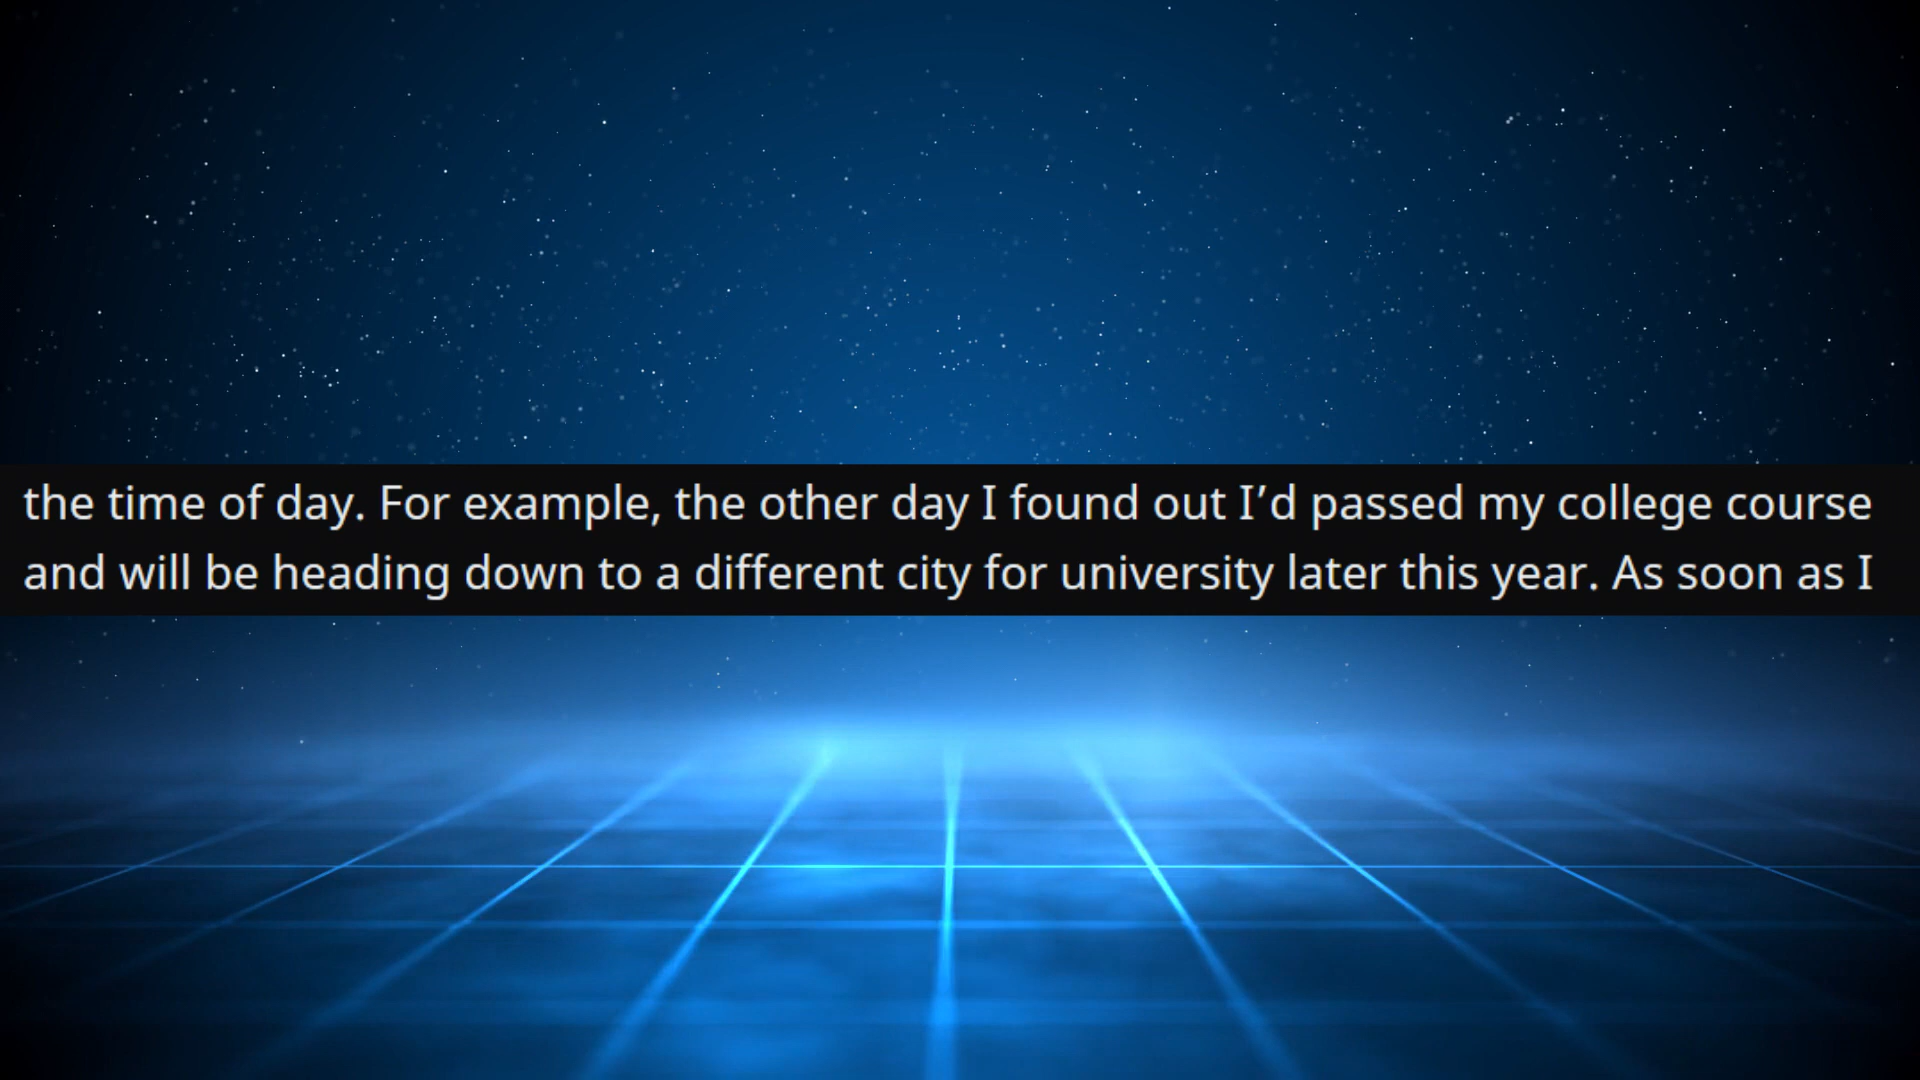 the time of day. For example, the other day I found out I’d passed my college course
and will be heading down to a different city for university later this year. As soon as I